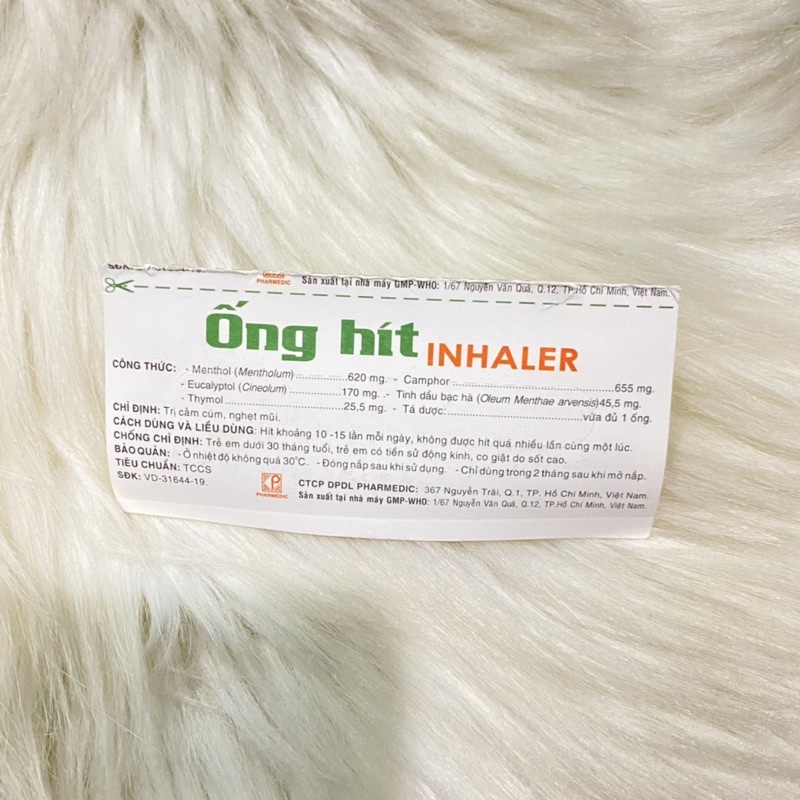 PHARMEDIC
Sản xuất tại nhà máy GMP-WHO: 1/67 Nguyễn Văn Quá, Q.12, TP.Hồ Chí Minh, Việt Nam.
Ống hít INHALER
CÔNG THỨC: - Menthol (Mentholum)..............620 mg. - Camphor............................................655 mg.
- Eucalyptol (Cineolum) ................170 mg. .- Tinh dầu bạc hà (Oleum Menthae arvensis)45,5 mg.
- Thymol....................................25,5 mg. - Tá dược:......................................vừa đủ 1 ống.
CHỈ ĐỊNH: Trị cảm cúm, nghẹt mũi.
CÁCH DÙNG VÀ LIỀU DÙNG: Hít khoảng 10 -15 lần mỗi ngày, không được hít quá nhiều lần cùng một lúc.
CHỐNG CHỈ ĐỊNH: Trẻ em dưới 30 tháng tuổi, trẻ em có tiền sử động kinh, co giật do sốt cao.
BẢO QUẢN: - Ở nhiệt độ không quá 30°C. - Đóng nắp sau khi sử dụng. - Chỉ dùng trong 2 tháng sau khi mở nắp.
TIÊU CHUẨN: TCCS
SĐK: VD-31644-19.
PHARMEDIC
CTCP DPDL PHARMEDIC: 367 Nguyễn Trãi, Q.1, TP. Hồ Chí Minh, Việt Nam.
Sản xuất tại nhà máy GMP-WHO: 1/67 Nguyễn Văn Quá, Q.12, TP.Hồ Chí Minh, Việt Nam.